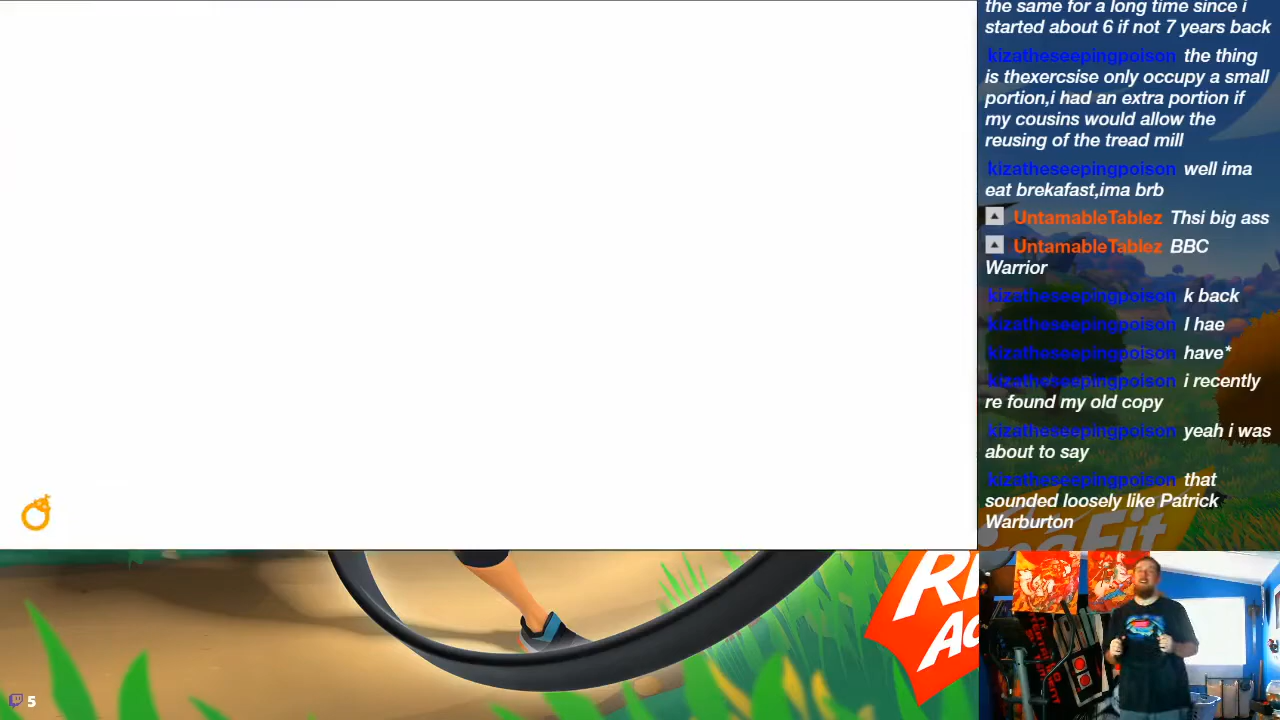 the same for a long time since i
started about 6 if not 7 years back
kizatheseepingpoison the thing
is thexercsise only occupy a small
portion,i had an extra portion if
my cousins would allow the
reusing of the tread mill
kizatheseepingpoison well ima
eat brekafast,ima brb
UntamableTablez Thsi big ass
UntamableTablez BBC
Warrior
kizatheseepingpoison k back
kizatheseepingpoison I hae
kizatheseepingpoison have*
kizatheseepingpoison i recently
re found my old copy
kizatheseepingpoison yeah i was
about to say
kizatheseepingpoison that
sounded loosely like Patrick
Warburton
5